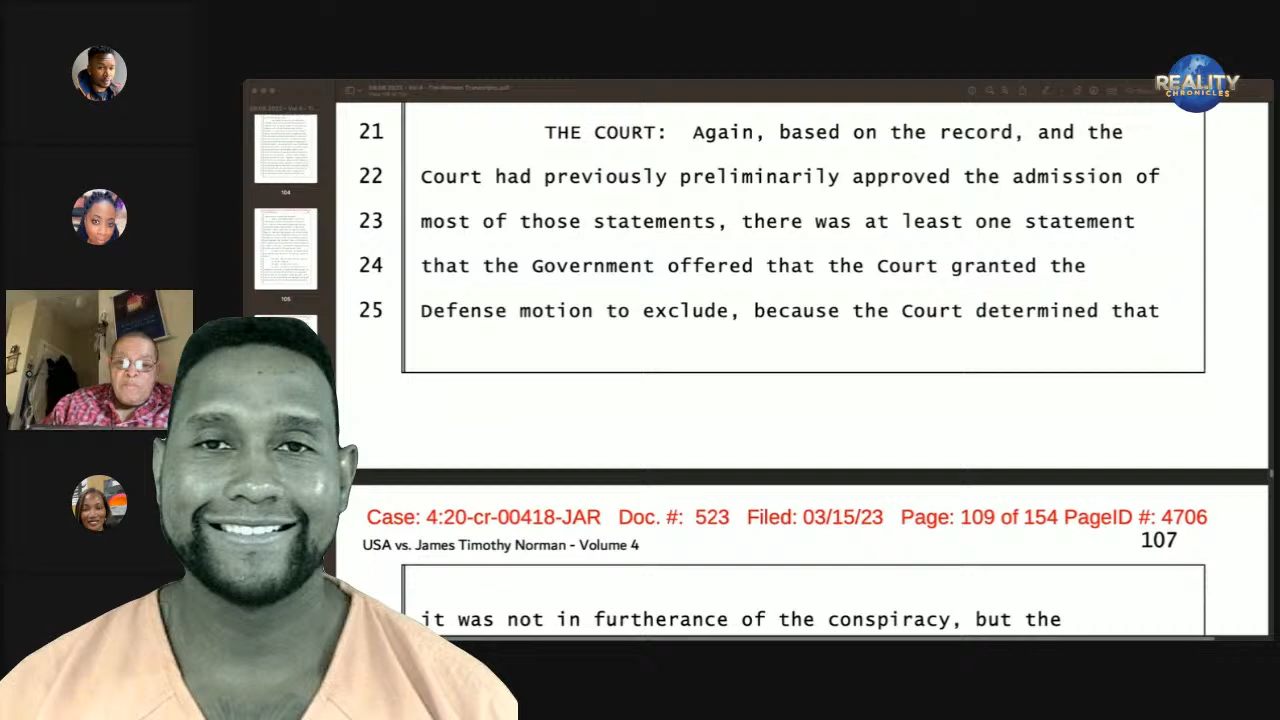 REALITY
CHRONICLES
104
105
21 THE COURT: Again, based on the record, and the
22 Court had previously preliminarily approved the admission of
23 most of those statements, there was at least one statement
24 that the Government offered that the Court granted the
25 Defense motion to exclude, because the Court determined that
Case: 4:20-cr-00418-JAR Doc. #: 523 Filed: 03/15/23 Page: 109 of 154 PageID #: 4706
USA vs. James Timothy Norman - Volume 4
107
it was not in furtherance of the conspiracy, but the